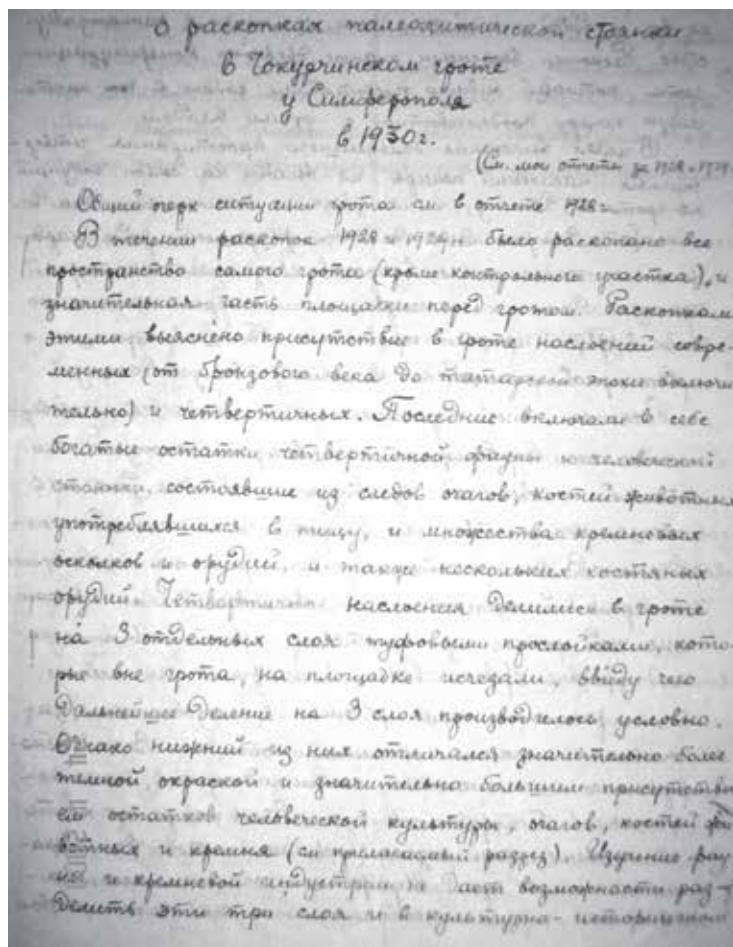 О раскопках палеолитической стоянки
в Чокурчинском гроте
у Симферополя
в 1930 г.
(См. мои отчеты за 1928 и 1929
Общий очерк ситуации грота см в отчете 1928 г.
В течении раскопок 1928 и 1929 г. было раскопано все
пространство самого грота (кроме контрольного участка), и
значительная часть площадки перед гротом. Раскопками
этими выяснено присутствие в гроте наслоений совре-
менных (от бронзового века до татарской эпохи включи
тельно) и четвертичных. Последние включали в себе
богатые остатки четвертичной фауны и человеческой
стоянки, состоявшие из следов очагов, костей животных
употреблявшихся в пищу, и множества кремневых
осколков и орудий, а также нескольких костяных
орудий. Четвертичные наслоения делились в гроте
на 3 отдельных слоя туфовыми прослойками, кото-
рые вне грота, на площадке исчезали, ввиду чего
дальнейшее деление на 3 слоя производилось условно.
Однако нижний из них отличался значительно более
темной окраской и значительно большим присутстви
ем остатков человеческой культуры, очагов, костей жи
вотных и кремня (см прилагаемый разрез). Изучение фау
ны и кремневой индустрии не дает возможности раз-
делить эти три слоя и в культурно-историческом